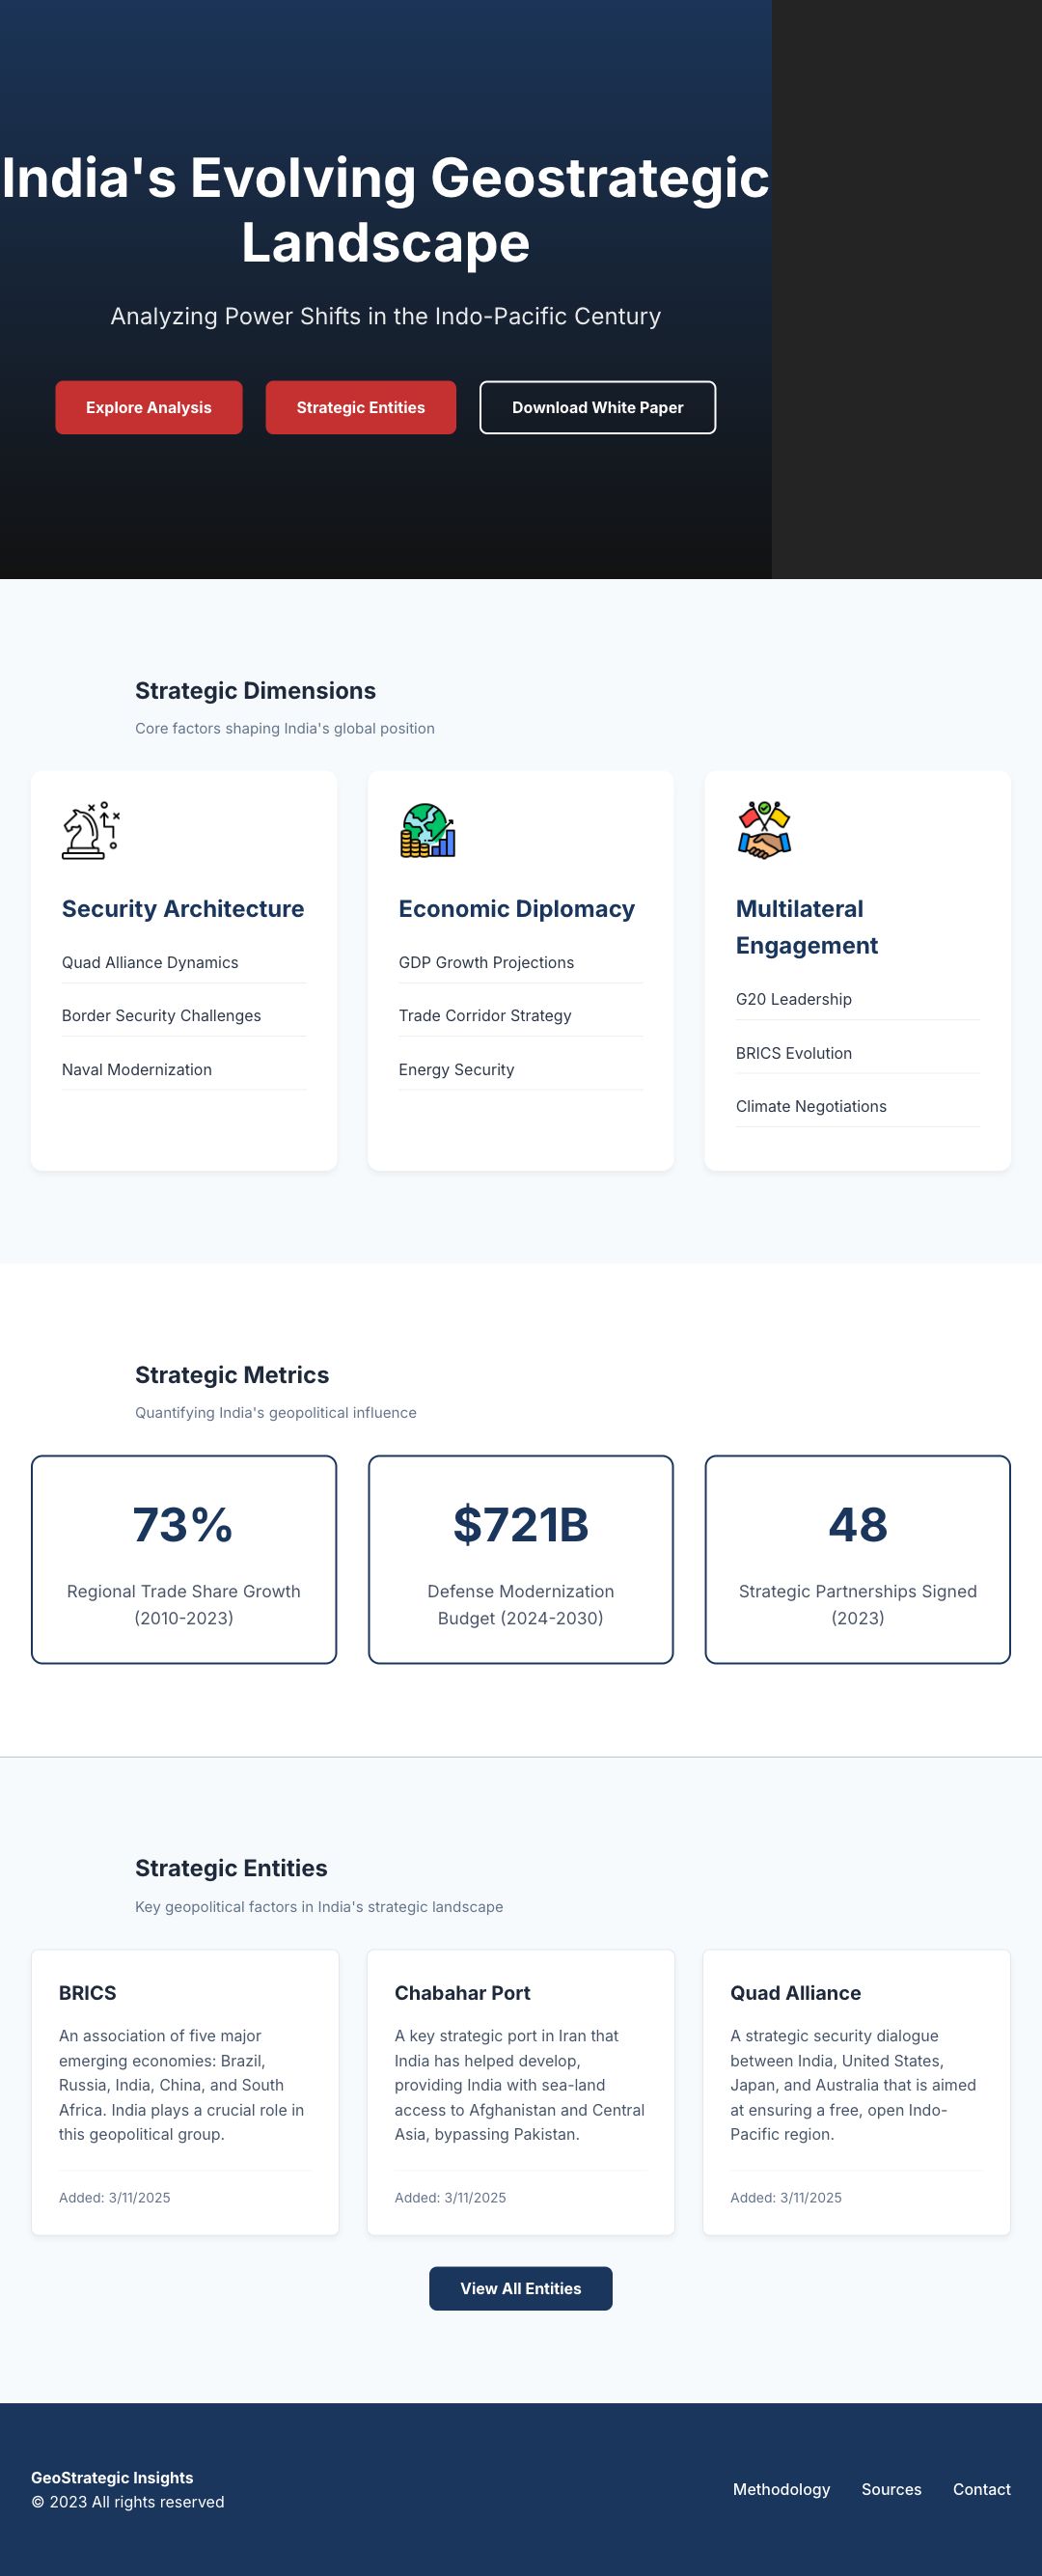 India's Evolving Geostrategic
Landscape
Analyzing Power Shifts in the Indo-Pacific Century
Explore Analysis
Strategic Entities
Download White Paper
Strategic Dimensions
Core factors shaping India's global position
Security Architecture
Quad Alliance Dynamics
Border Security Challenges
Naval Modernization
Economic Diplomacy
GDP Growth Projections
Trade Corridor Strategy
Energy Security
Multilateral
Engagement
G20 Leadership
BRICS Evolution
Climate Negotiations
Strategic Metrics
Quantifying India's geopolitical influence
73%
Regional Trade Share Growth
(2010-2023)
$721B
Defense Modernization
Budget (2024-2030)
48
Strategic Partnerships Signed
(2023)
Strategic Entities
Key geopolitical factors in India's strategic landscape
BRICS
An association of five major
emerging economies: Brazil,
Russia, India, China, and South
Africa. India plays a crucial role in
this geopolitical group.
Added: 3/11/2025
Chabahar Port
A key strategic port in Iran that
India has helped develop,
providing India with sea-land
access to Afghanistan and Central
Asia, bypassing Pakistan.
Added: 3/11/2025
Quad Alliance
A strategic security dialogue
between India, United States,
Japan, and Australia that is aimed
at ensuring a free, open Indo-
Pacific region.
Added: 3/11/2025
View All Entities
GeoStrategic Insights
© 2023 All rights reserved
Methodology
Sources
Contact